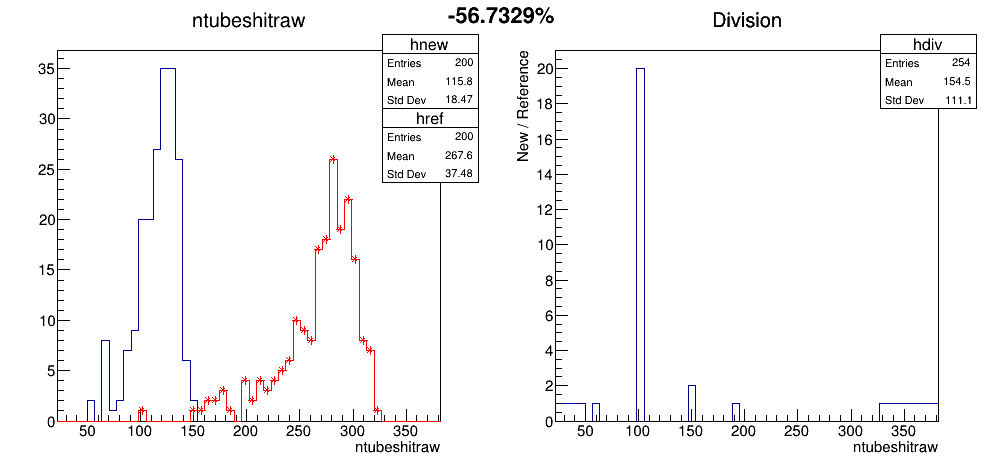 -56.7329%
ntubeshitraw
hnew
Entries 200
Mean 115.8
Std Dev 18.47
href
Entries 200
Mean 267.6
Std Dev 37.48
35
30
25
20
15
10
5
0
50 100 150 200 250 300 350
ntubeshitraw
Division
hdiv
Entries 254
Mean 154.5
Std Dev 111.1
New / Reference
20
18
16
14
12
10
8
6
4
2
0
50 100 150 200 250 300 350
ntubeshitraw